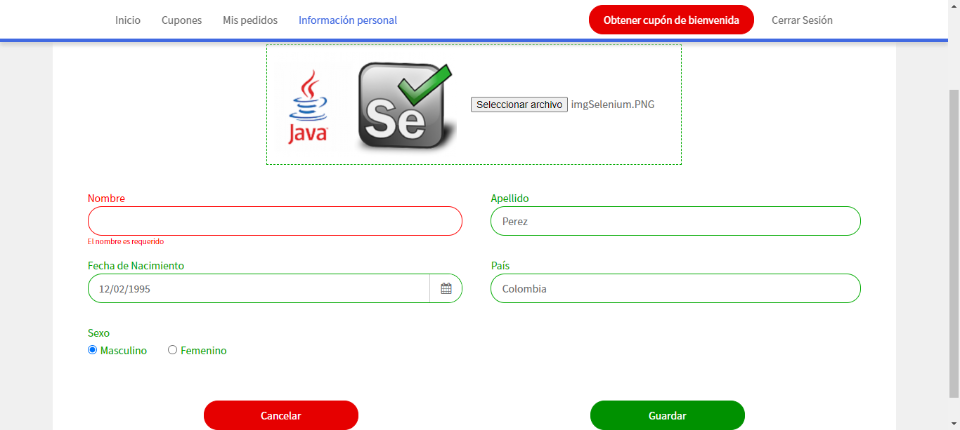 Inicio Cupones Mis pedidos Información personal Obtener cupón de bienvenida Cerrar Sesión
Java Se Seleccionar archivo imgSelenium.PNG
Nombre Apellido
Perez
El nombre es requerido
Fecha de Nacimiento País
12/02/1995 Colombia
Sexo
Masculino Femenino
Cancelar Guardar